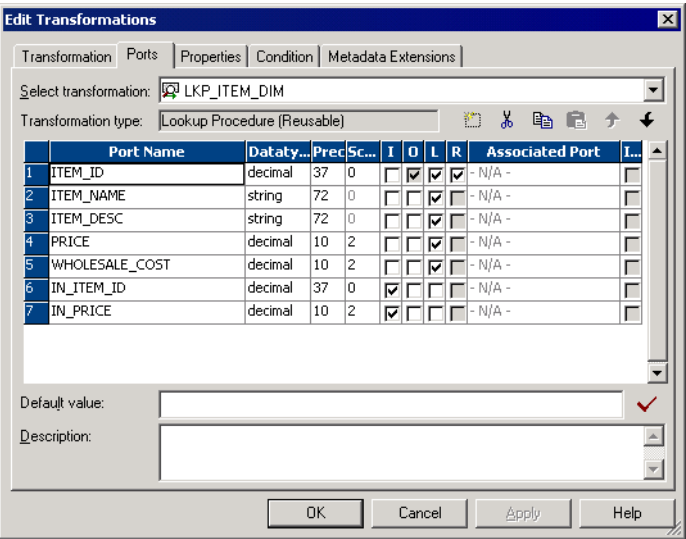 Edit Transformations
Transformation Ports Properties Condition Metadata Extensions
Select transformation: LKP_ITEM_DIM
Transformation type: Lookup Procedure (Reusable)
Port Name Dataty... Prec Sc... I O L R Associated Port I...
1 ITEM_ID decimal 37 0 - N/A -
2 ITEM_NAME string 72 0 - N/A -
3 ITEM_DESC string 72 0 - N/A -
4 PRICE decimal 10 2 - N/A -
5 WHOLESALE_COST decimal 10 2 - N/A -
6 IN_ITEM_ID decimal 37 0 - N/A -
7 IN_PRICE decimal 10 2 - N/A -
Default value:
Description:
OK Cancel Apply Help